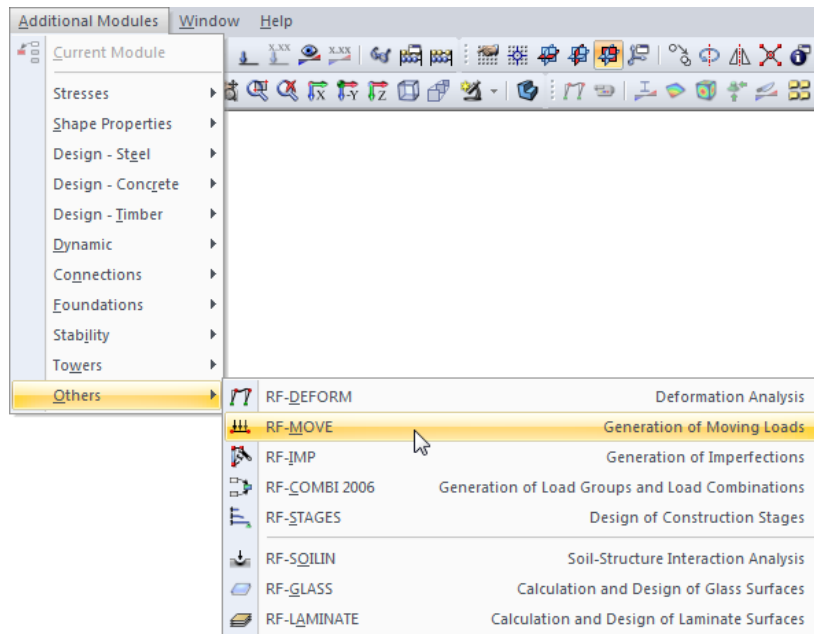 Additional Modules Window Help
Current Module
x.xx x.xx
Stresses
Shape Properties
Design - Steel
Design - Concrete
Design - Timber
Dynamic
Connections
Foundations
Stability
Towers
Others
RF-DEFORM Deformation Analysis
RF-MOVE Generation of Moving Loads
RF-IMP Generation of Imperfections
RF-COMBI 2006 Generation of Load Groups and Load Combinations
RF-STAGES Design of Construction Stages
RF-SOILIN Soil-Structure Interaction Analysis
RF-GLASS Calculation and Design of Glass Surfaces
RF-LAMINATE Calculation and Design of Laminate Surfaces